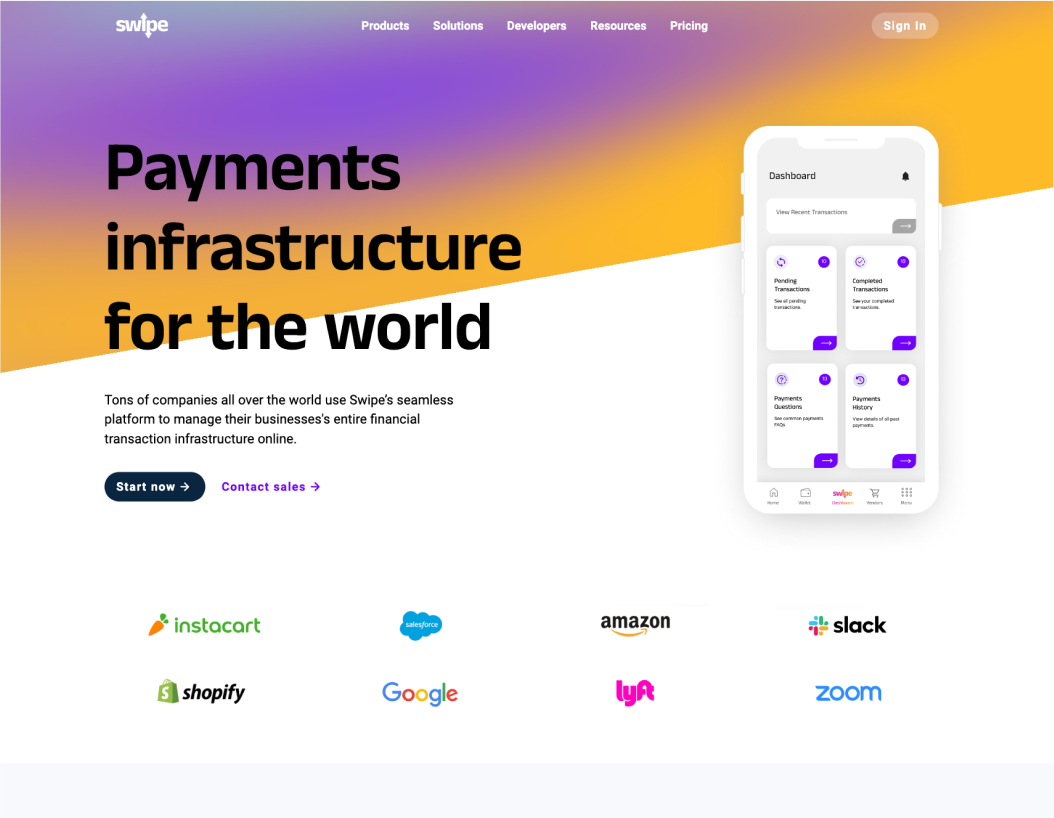 swipe
Products Solutions Developers Resources Pricing
Sign In
Payments
infrastructure
for the world
Tons of companies all over the world use Swipe's seamless
platform to manage their businesses's entire financial
transaction infrastructure online.
Start now →
Contact sales →
Dashboard
View Recent Transactions
10
Pending
Transactions
See all pending
transactions.
10
Completed
Transactions
See your completed
transactions.
10
Payments
Questions
See common payments
FAQs
10
Payments
History
View details of all past
payments.
Home
Wallet
swipe
Dashboard
Vendors
Menu
instacart
salesforce
amazon
slack
shopify
Google
lyft
zoom